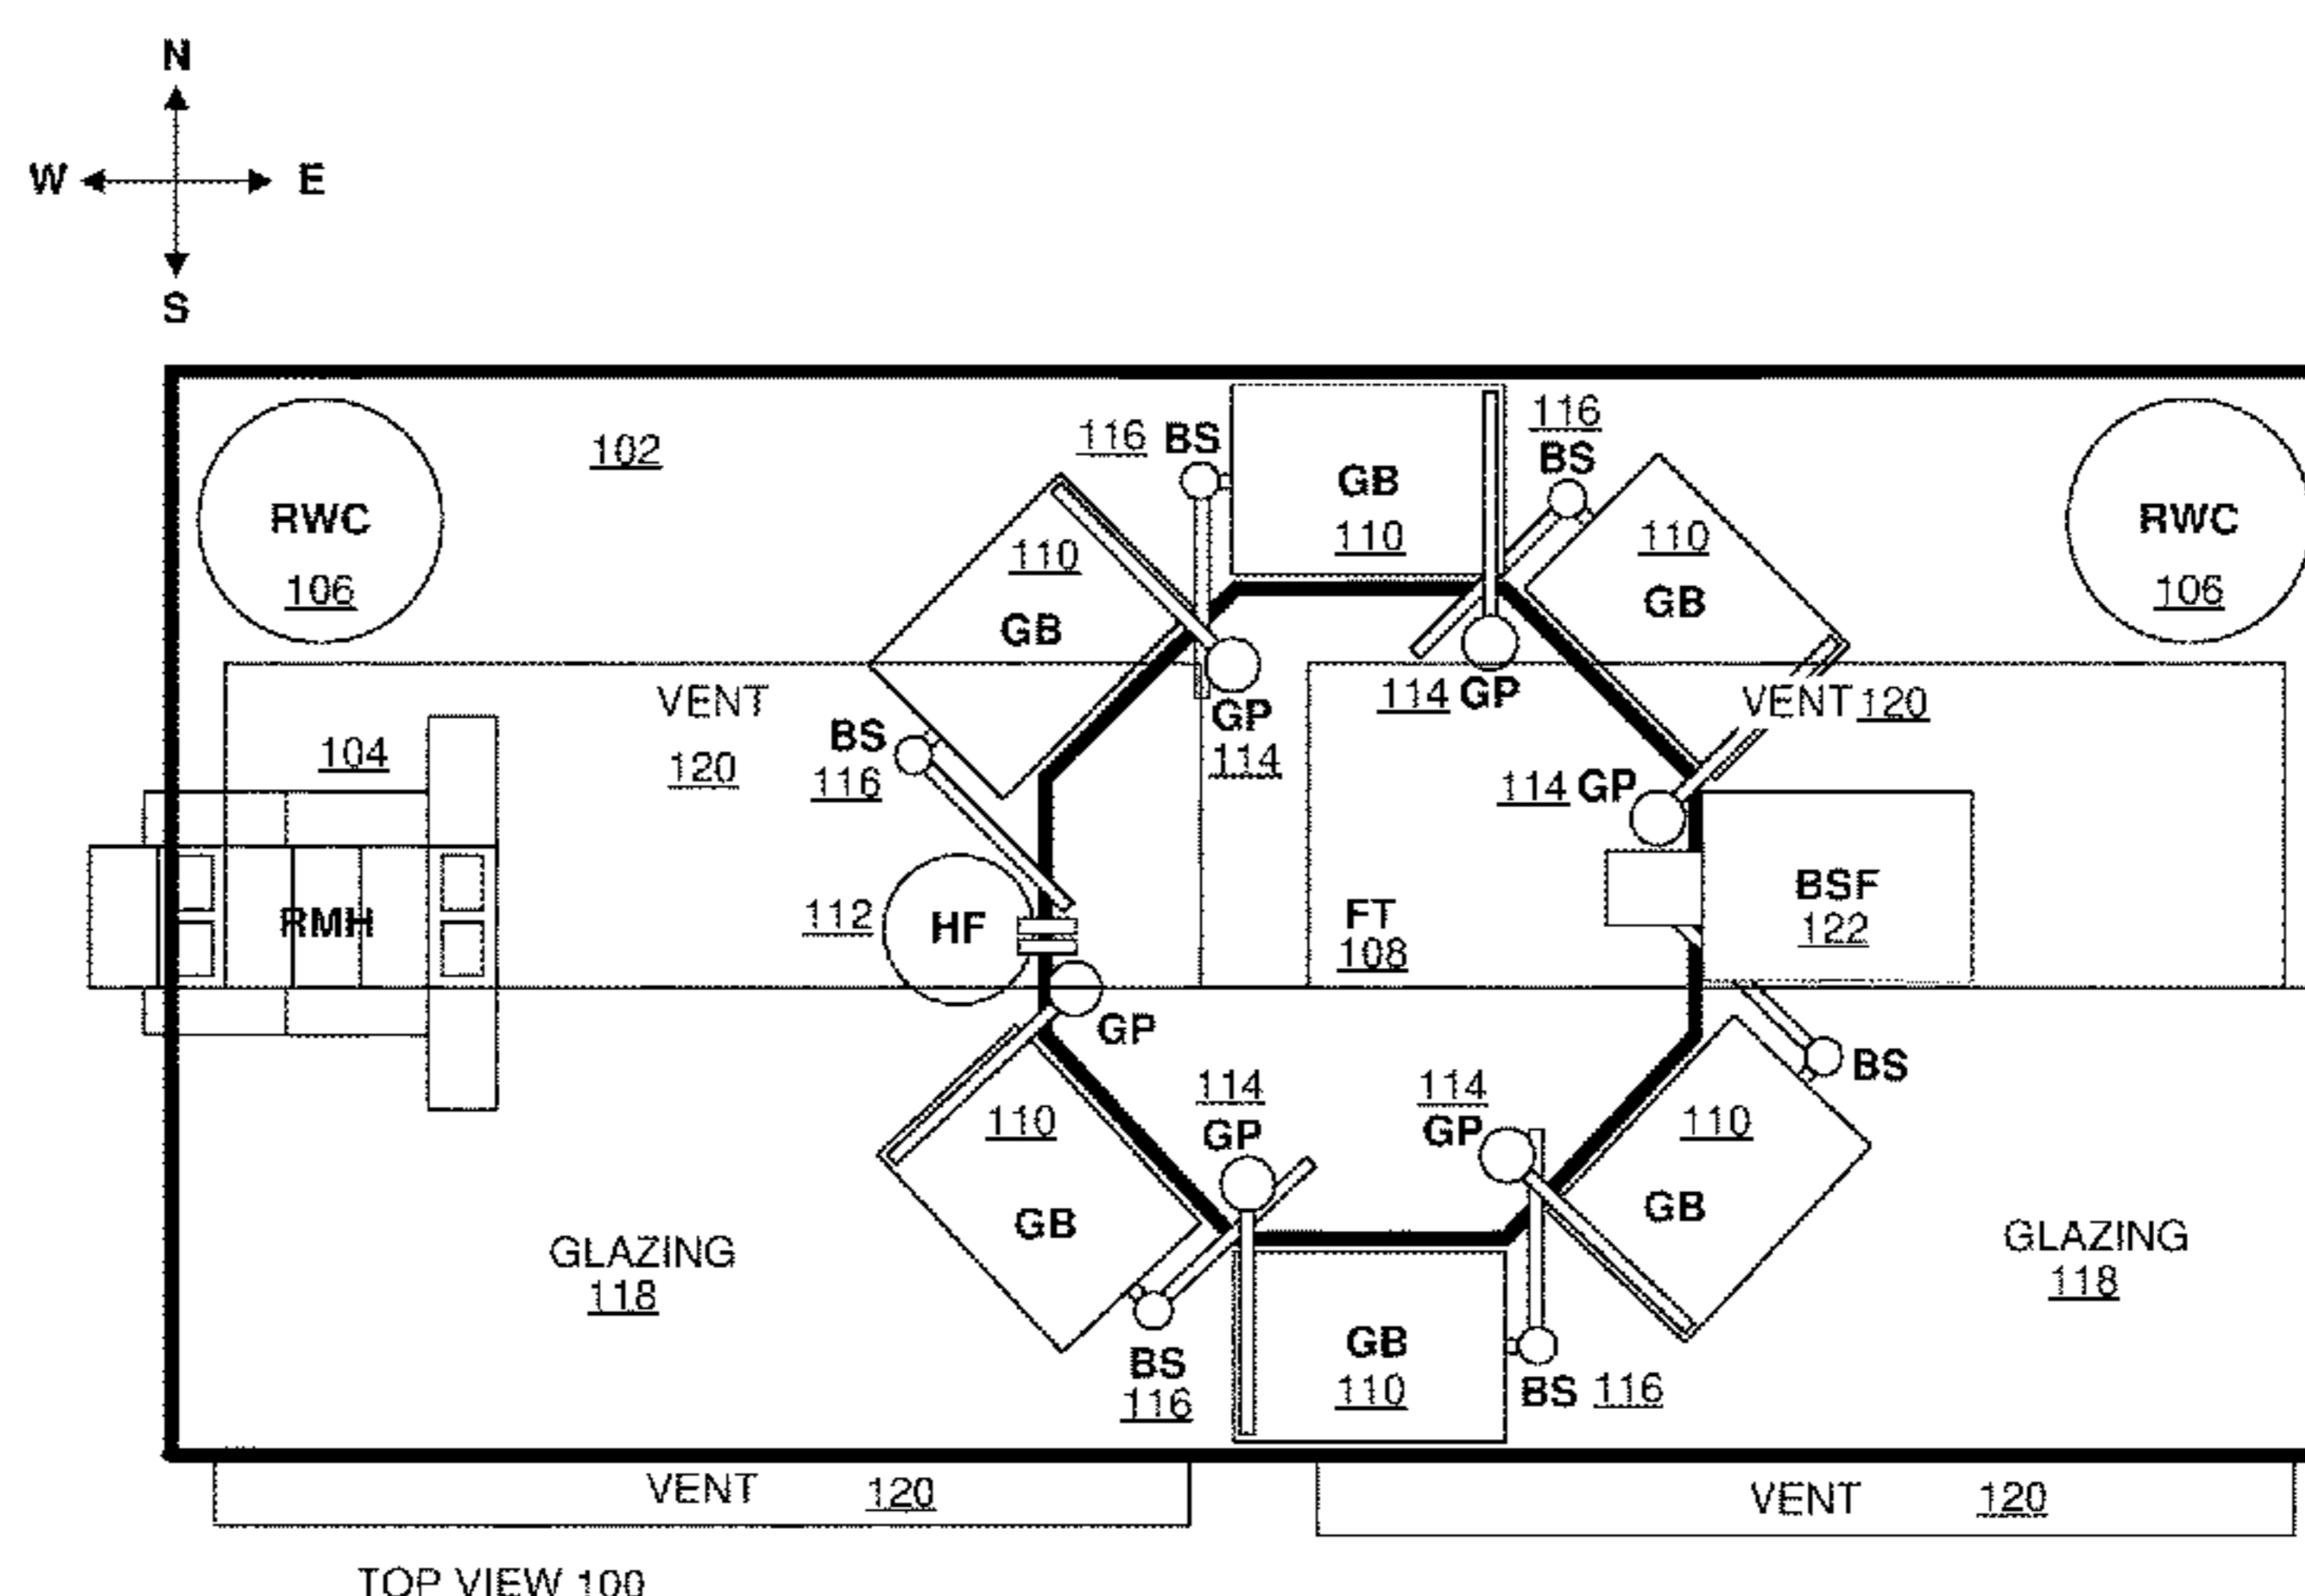 N
W E
S
116 BS
116
BS
102
RWC
106
GB
110
110
GB
110
GB
RWC
106
VENT
120
GP
114
114 GP
VENT 120
BS
116
104
114 GP
RMH
112
HF
FT
108
BSF
122
GP
BS
114
GP
114
GP
110
GB
110
GB
GLAZING
118
GLAZING
118
BS
116
GB
110
BS 116
VENT 120
VENT 120
TOP VIEW 100